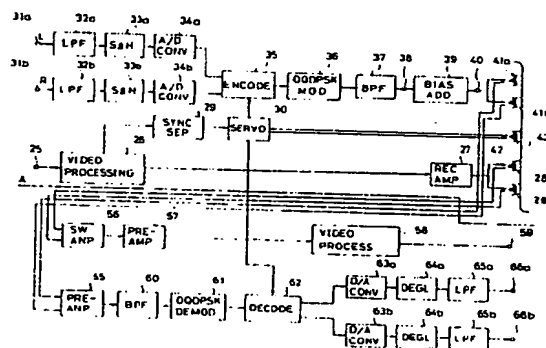 31a 32a 33a 34a
L LPF S&H A/D CONV
31b 32b 33b 34b 35 36 37 38 39 40 41a
R LPF S&H A/D CONV
ENCODE OQDPSK MOD BPF BIAS ADD
29 30
SYNC SEP SERVO
25 26 27 42
VIDEO PROCESSING REC AMP
A
56 57 58 59
SW AMP PRE-AMP VIDEO PROCESS
55 60 61 62 63a 64a 65a 66a
PRE-AMP BPF OQDPSK DEMOD DECODE
D/A CONV DEGL LPF
63b 64b 65b 66b
D/A CONV DEGL LPF